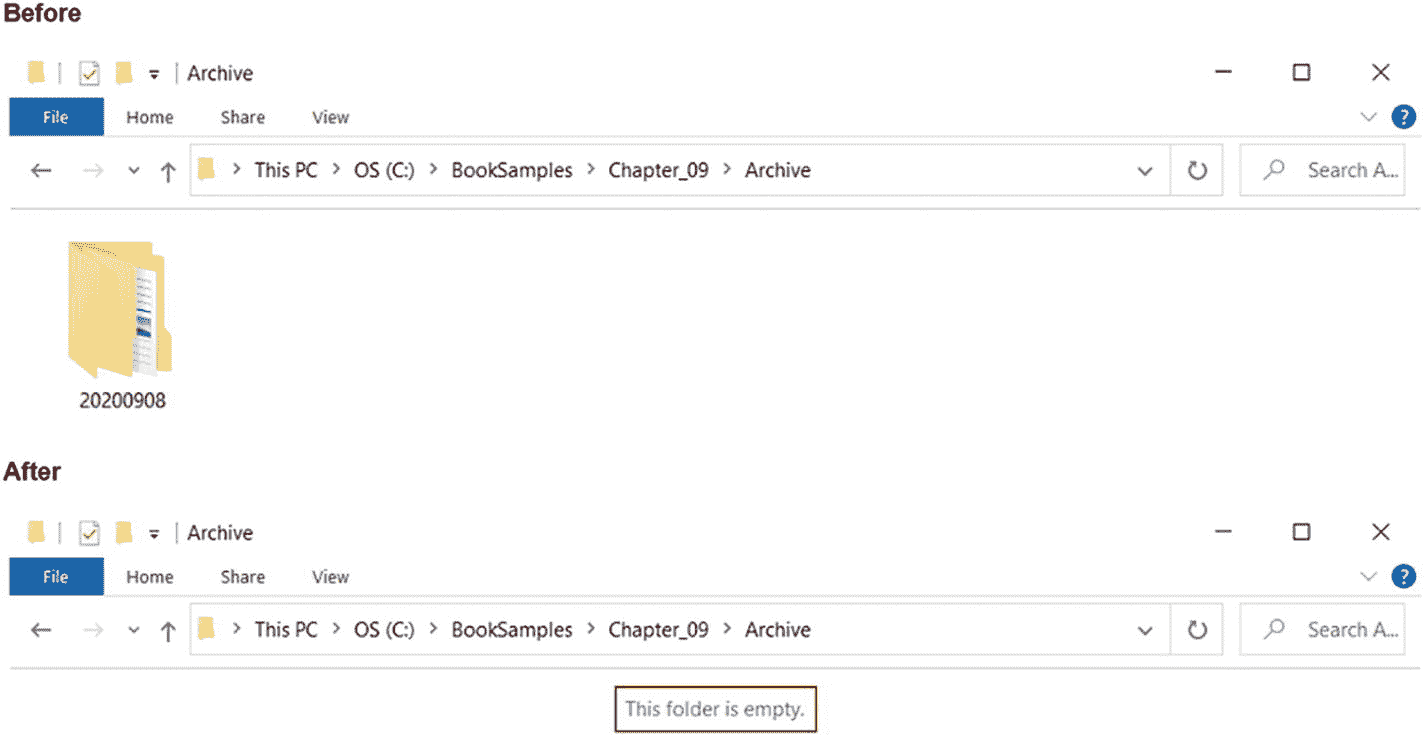 Before
Archive
File Home Share View ?
This PC > OS (C:) > BookSamples > Chapter_09 > Archive Search A...
20200908
After
Archive
File Home Share View ?
This PC > OS (C:) > BookSamples > Chapter_09 > Archive Search A...
This folder is empty.